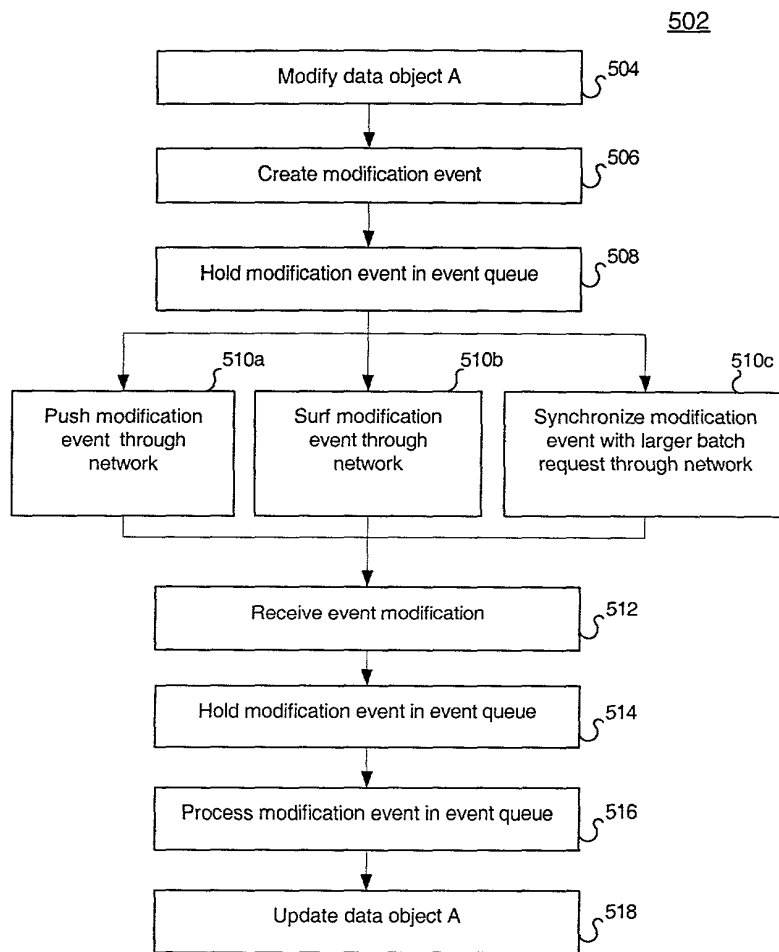 502
Modify data object A
504
Create modification event
506
Hold modification event in event queue
508
510a
510b
510c
Push modification
event through
network
Surf modification
event through
network
Synchronize modification
event with larger batch
request through network
Receive event modification
512
Hold modification event in event queue
514
Process modification event in event queue
516
Update data object A
518